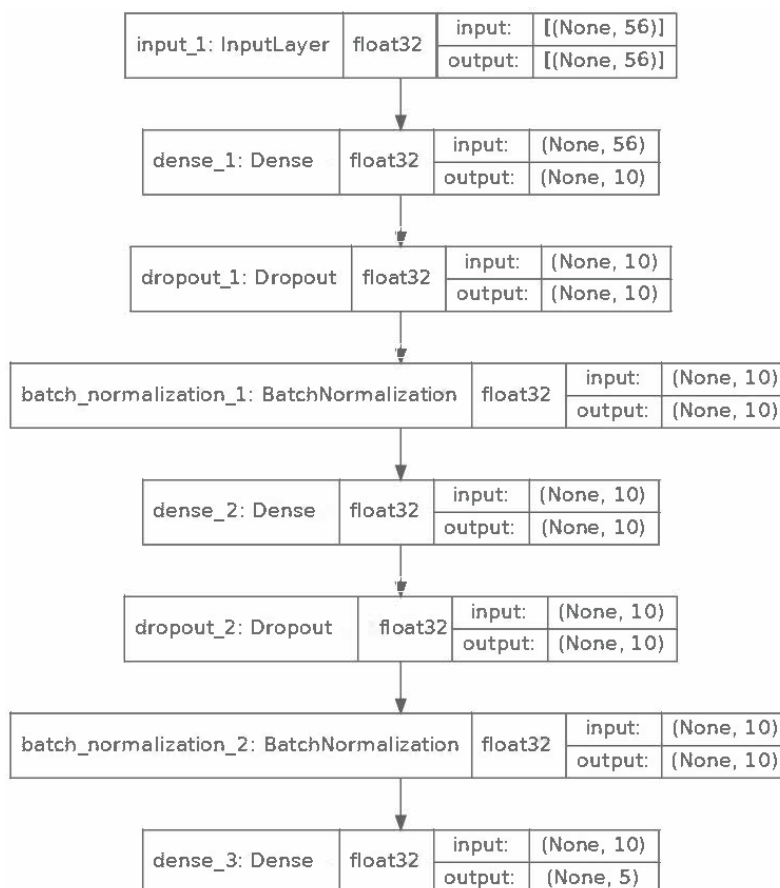 input_1: InputLayer float32 input: [(None, 56)]
output: [(None, 56)]
dense_1: Dense float32 input: (None, 56)
output: (None, 10)
dropout_1: Dropout float32 input: (None, 10)
output: (None, 10)
batch_normalization_1: BatchNormalization float32 input: (None, 10)
output: (None, 10)
dense_2: Dense float32 input: (None, 10)
output: (None, 10)
dropout_2: Dropout float32 input: (None, 10)
output: (None, 10)
batch_normalization_2: BatchNormalization float32 input: (None, 10)
output: (None, 10)
dense_3: Dense float32 input: (None, 10)
output: (None, 5)